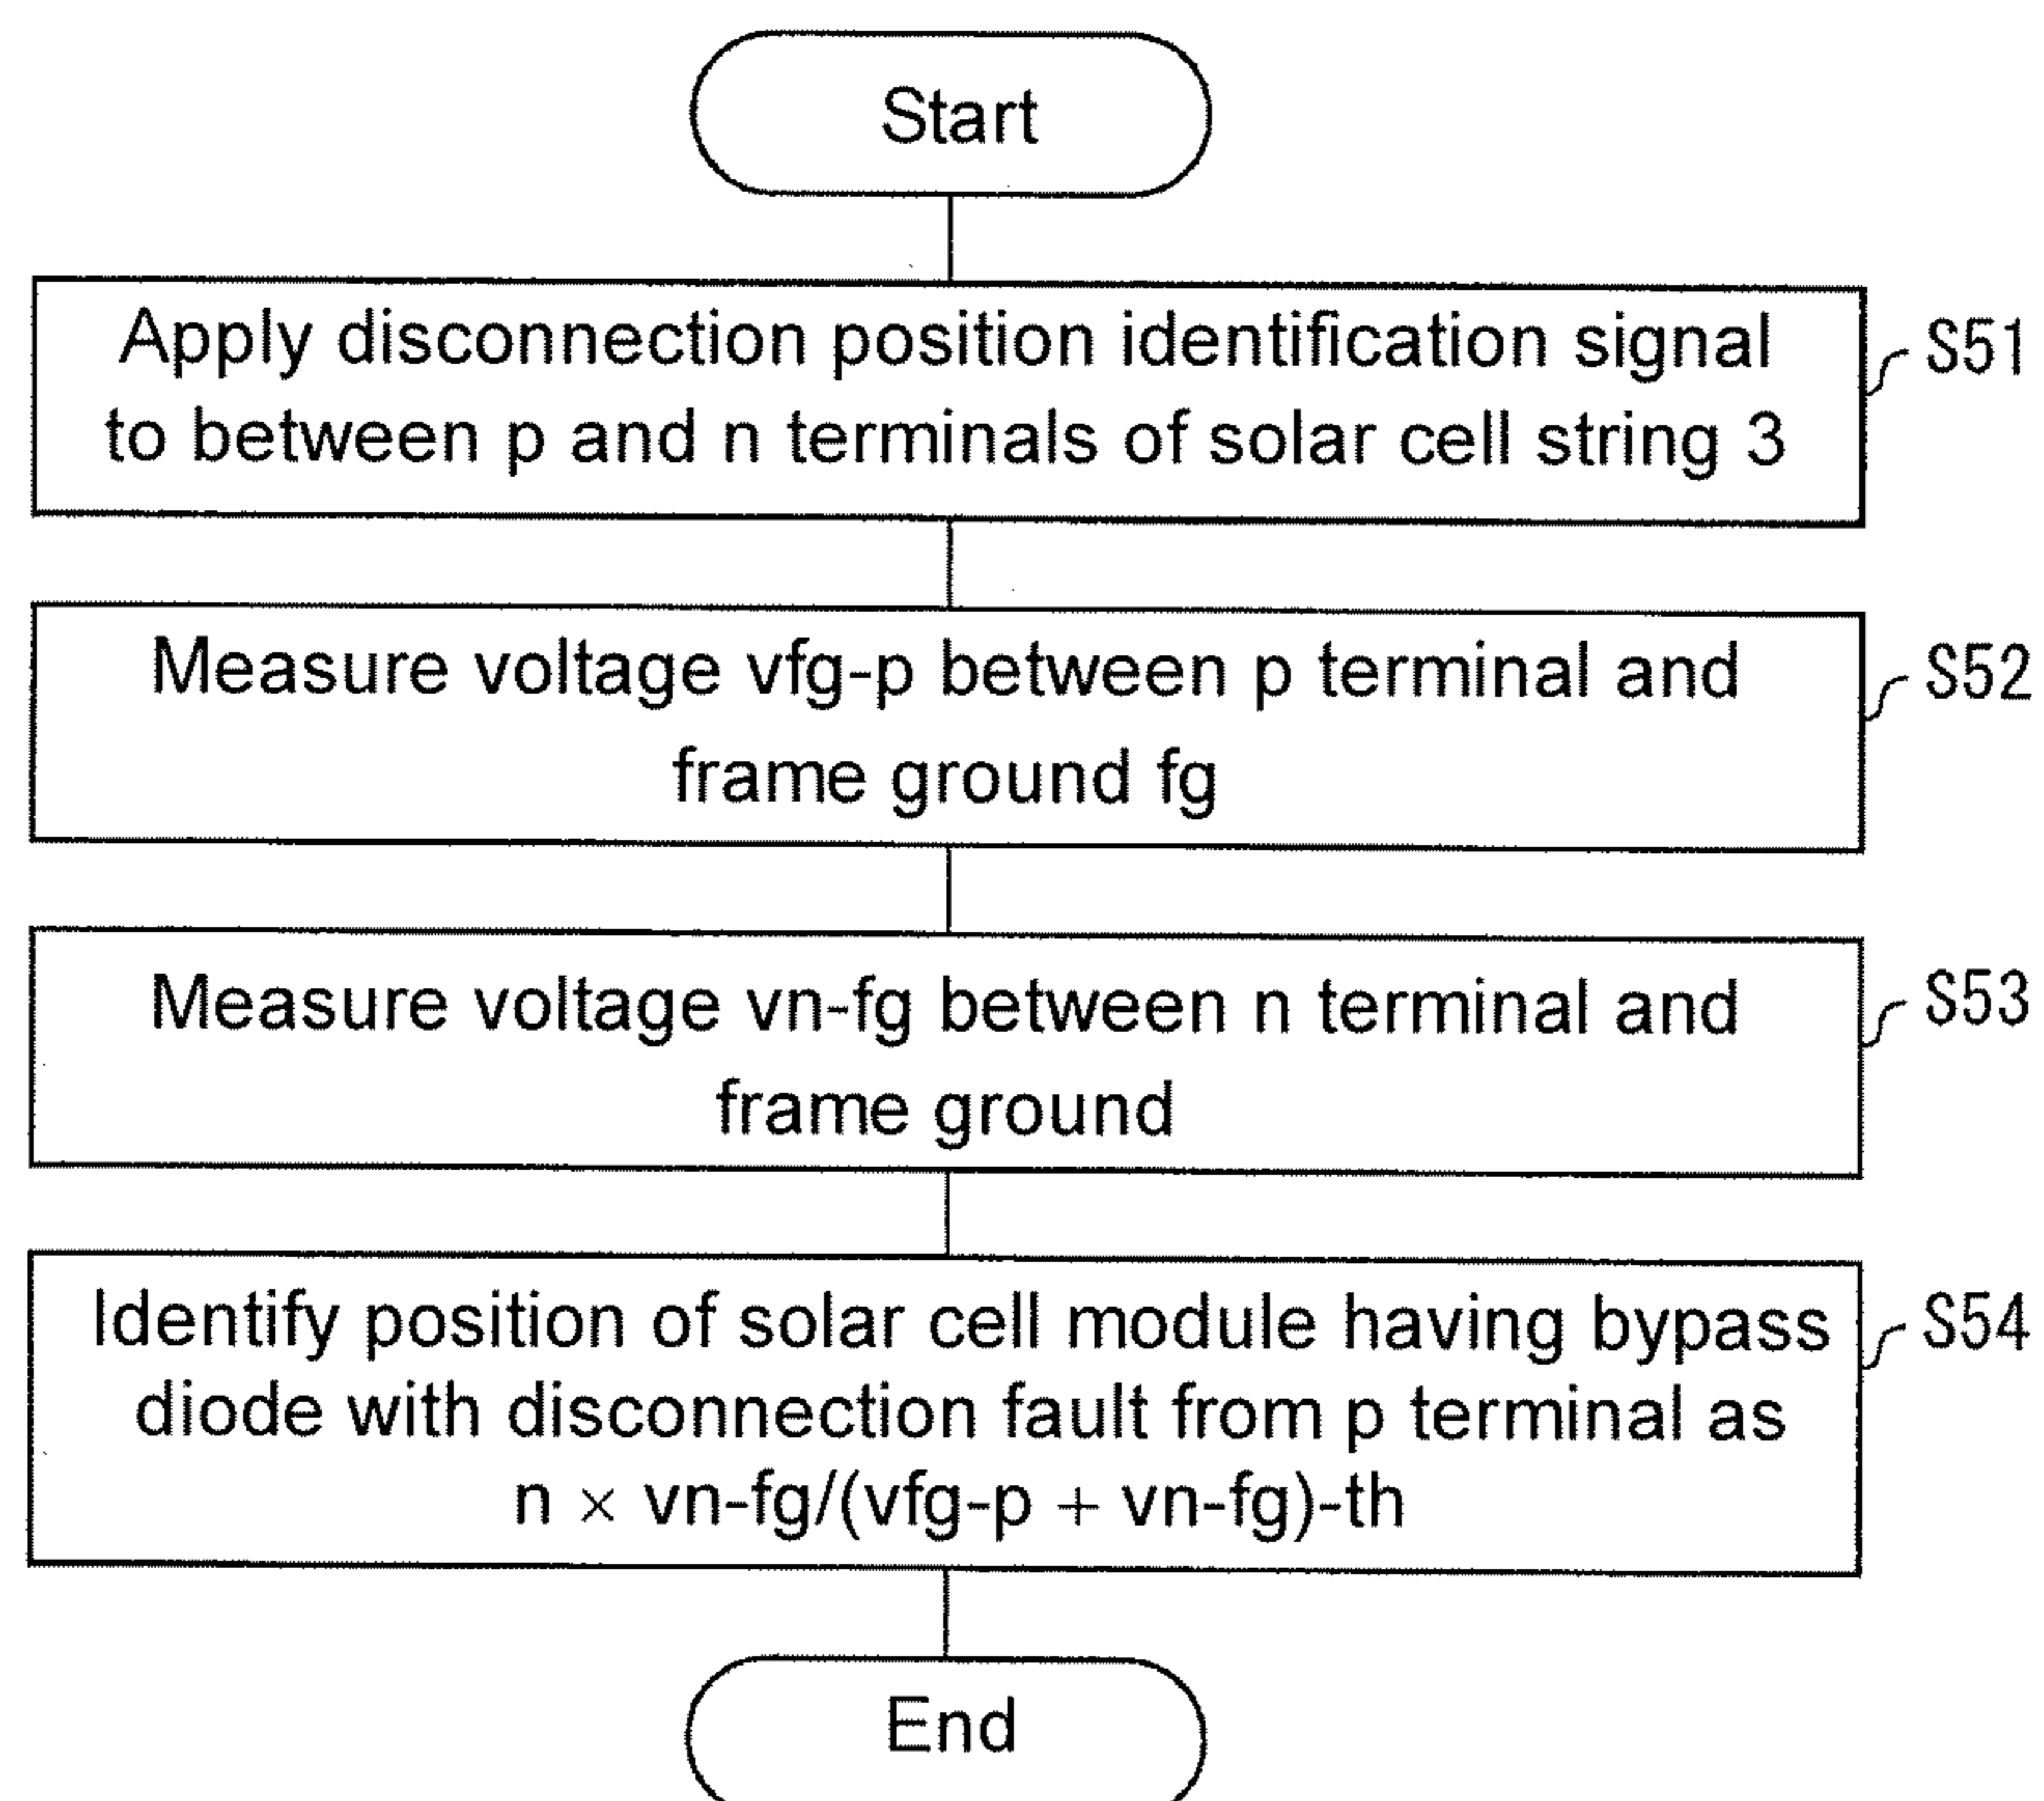 Start
Apply disconnection position identification signal
to between p and n terminals of solar cell string 3
S51
Measure voltage vfg-p between p terminal and
frame ground fg
S52
Measure voltage vn-fg between n terminal and
frame ground
S53
Identify position of solar cell module having bypass
diode with disconnection fault from p terminal as
n × vn-fg/(vfg-p + vn-fg)-th
S54
End